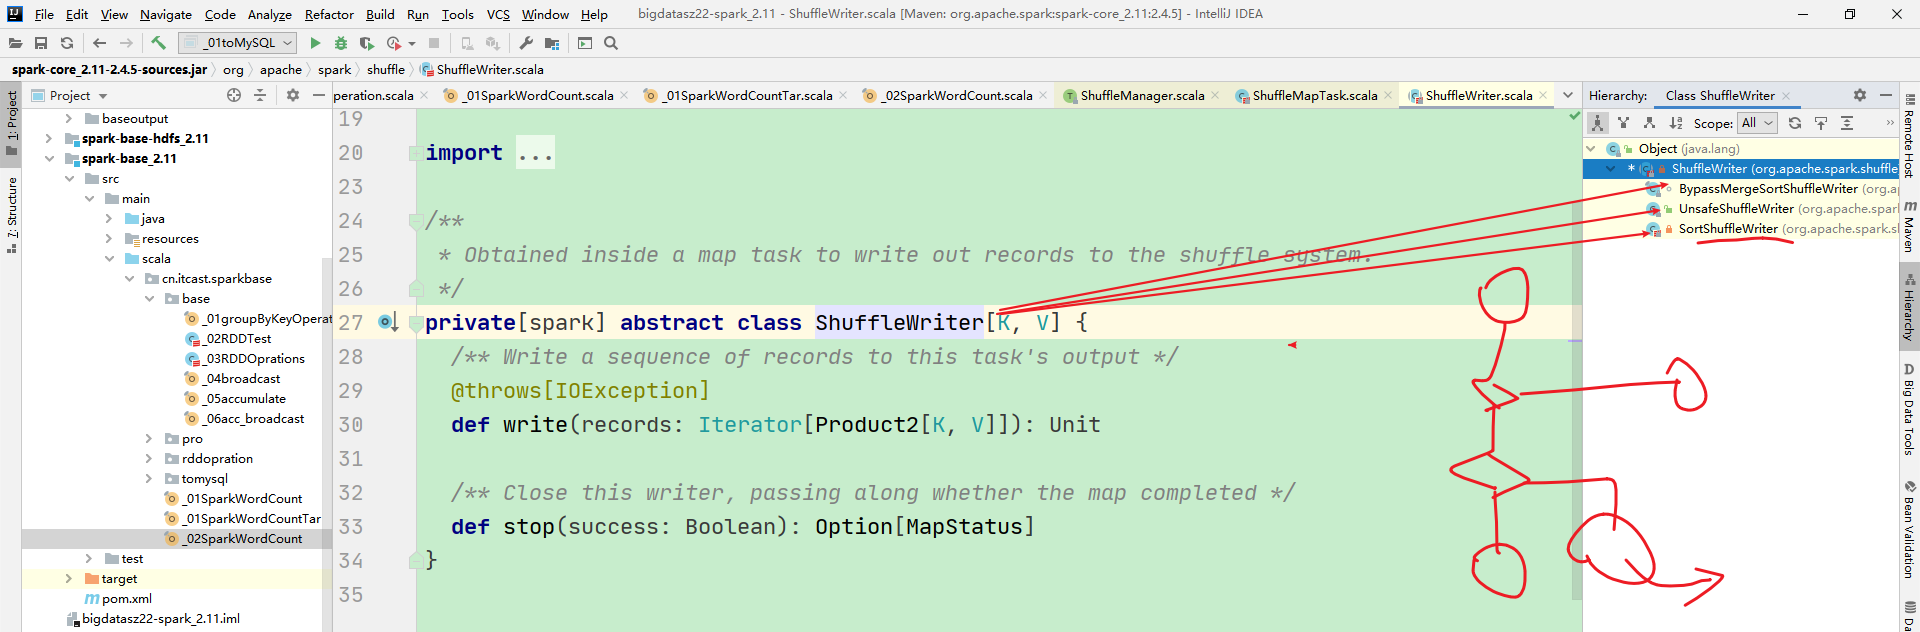 File Edit View Navigate Code Analyze Refactor Build Run Tools VCS Window Help bigdatasz22-spark_2.11 - ShuffleWriter.scala [Maven: org.apache.spark:spark-core_2.11:2.4.5] - IntelliJ IDEA
_01toMySQL
spark-core_2.11-2.4.5-sources.jar org apache spark shuffle ShuffleWriter.scala
1: Project
7: Structure
Project
baseoutput
spark-base-hdfs_2.11
spark-base_2.11
src
main
java
resources
scala
cn.itcast.sparkbase
base
_01groupByKeyOperat
_02RDDTest
_03RDDOprations
_04broadcast
_05accumulate
_06acc_broadcast
pro
rddopration
tomysql
_01SparkWordCount
_01SparkWordCountTar
_02SparkWordCount
test
target
pom.xml
bigdatasz22-spark_2.11.iml
peration.scala _01SparkWordCount.scala _01SparkWordCountTar.scala _02SparkWordCount.scala ShuffleManager.scala ShuffleMapTask.scala ShuffleWriter.scala
19
20 import ...
23
24 /**
25 * Obtained inside a map task to write out records to the shuffle system.
26 */
27 private[spark] abstract class ShuffleWriter[K, V] {
28 /** Write a sequence of records to this task's output */
29 @throws[IOException]
30 def write(records: Iterator[Product2[K, V]]): Unit
31
32 /** Close this writer, passing along whether the map completed */
33 def stop(success: Boolean): Option[MapStatus]
34 }
35
Hierarchy: Class ShuffleWriter
Scope: All
Object (java.lang)
* ShuffleWriter (org.apache.spark.shuffle
BypassMergeSortShuffleWriter (org.a
UnsafeShuffleWriter (org.apache.spar
SortShuffleWriter (org.apache.spark.s
Remote Host
Maven
Hierarchy
Big Data Tools
Bean Validation